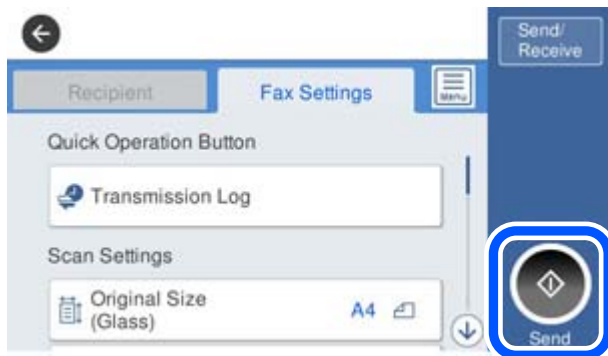 Send/
Receive
Recipient
Fax Settings
Menu
Quick Operation Button
Transmission Log
Scan Settings
Original Size
(Glass)
A4
Send